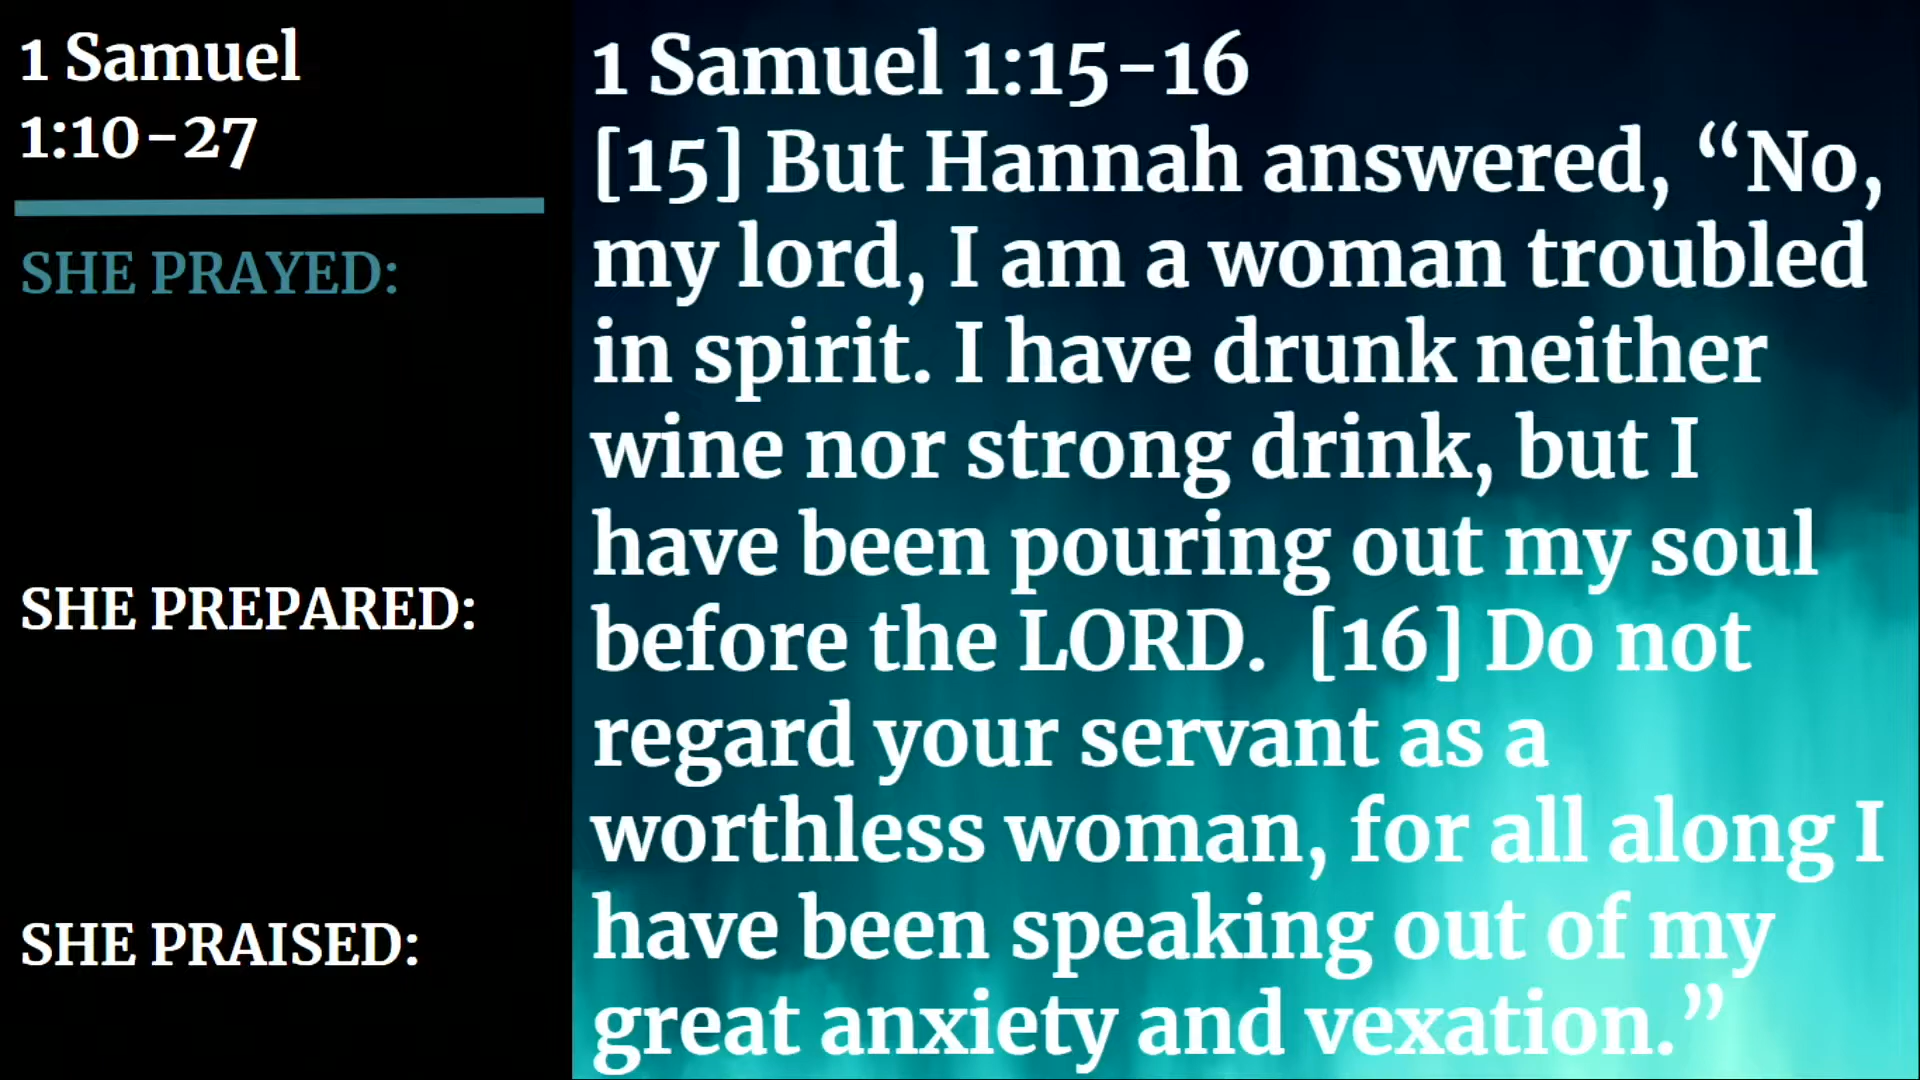 1 Samuel
1:10-27
SHE PRAYED:
SHE PREPARED:
SHE PRAISED:
1 Samuel 1:15-16
[15] But Hannah answered, “No,
my lord, I am a woman troubled
in spirit. I have drunk neither
wine nor strong drink, but I
have been pouring out my soul
before the LORD.  [16] Do not
regard your servant as a
worthless woman, for all along I
have been speaking out of my
great anxiety and vexation.”